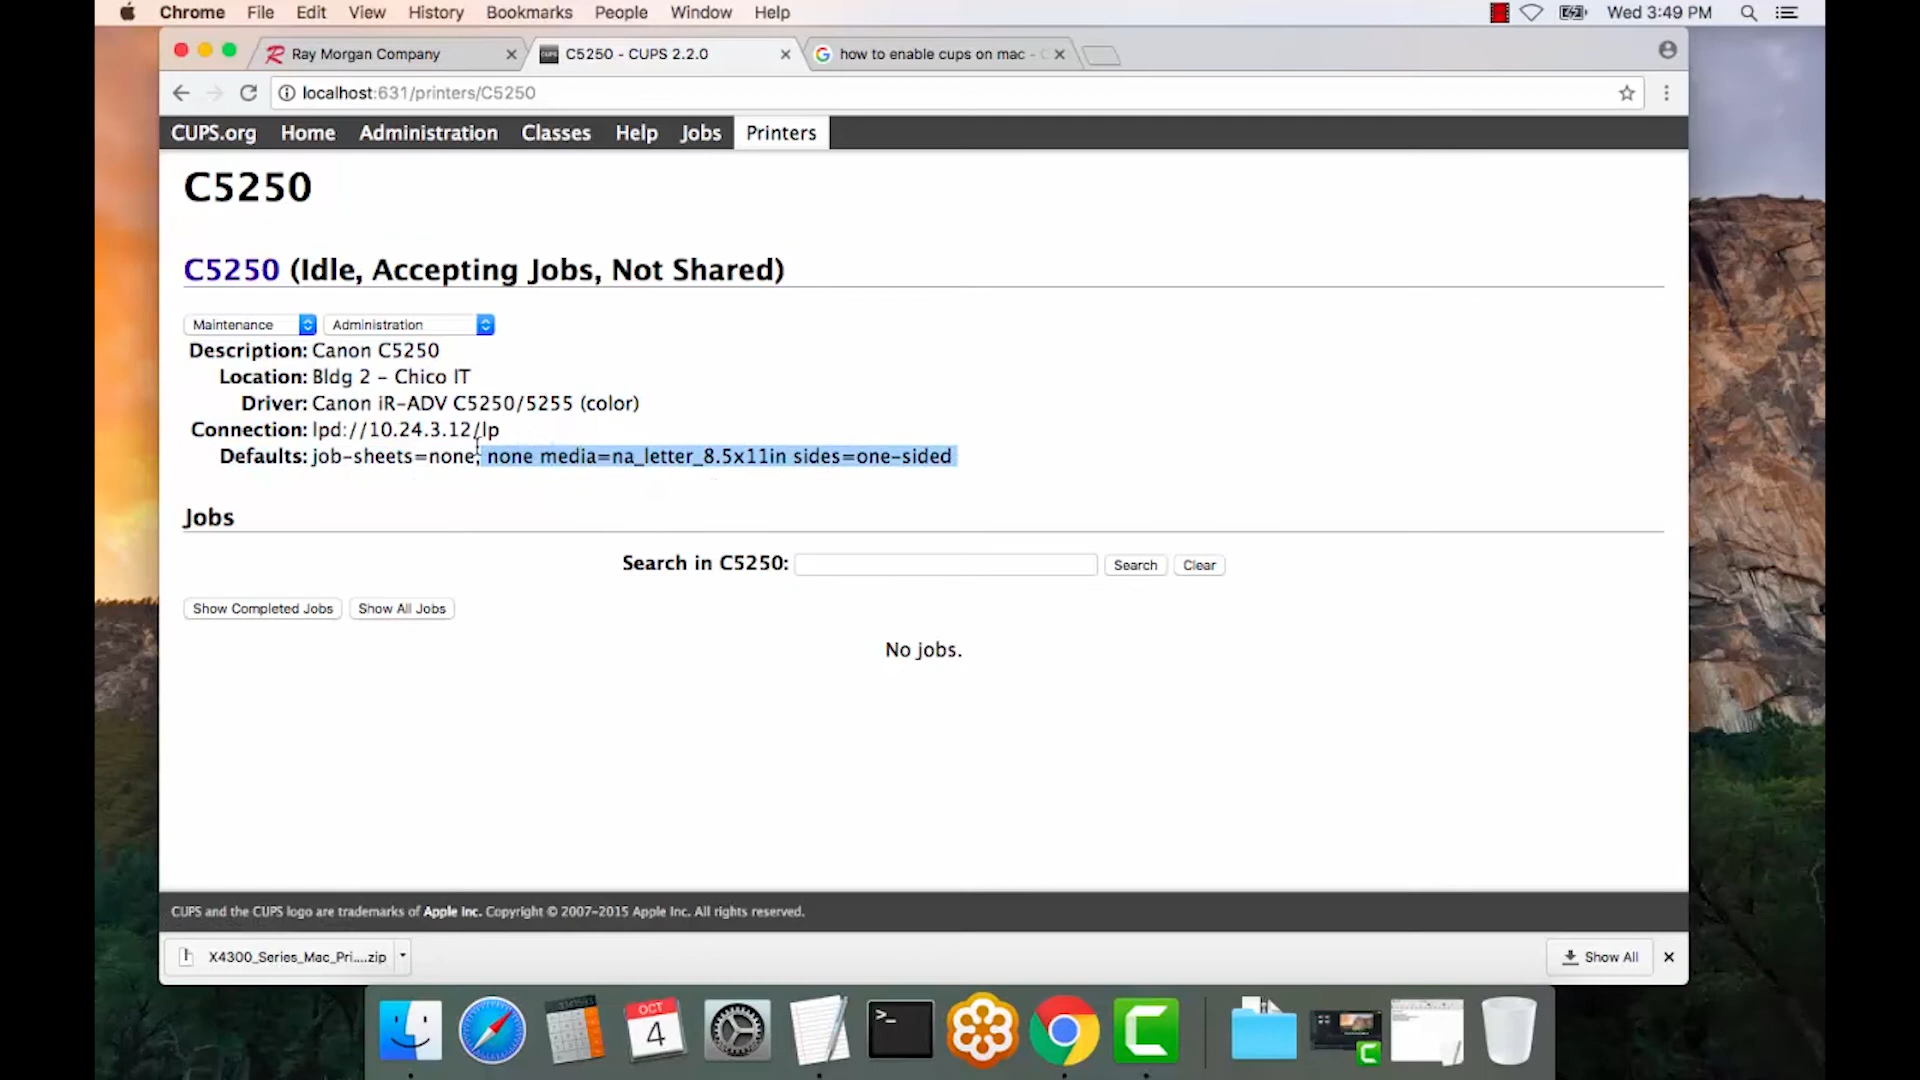 Chrome File Edit View History Bookmarks People Window Help Wed 3:49 PM
Ray Morgan Company C5250 - CUPS 2.2.0 how to enable cups on mac -
localhost:631/printers/C5250
CUPS.org Home Administration Classes Help Jobs Printers
C5250
C5250 (Idle, Accepting Jobs, Not Shared)
Maintenance Administration
Description: Canon C5250
Location: Bldg 2 - Chico IT
Driver: Canon iR-ADV C5250/5255 (color)
Connection: lpd://10.24.3.12/lp
Defaults: job-sheets=none, none media=na_letter_8.5x11in sides=one-sided
Jobs
Search in C5250: Search Clear
Show Completed Jobs Show All Jobs
No jobs.
CUPS and the CUPS logo are trademarks of Apple Inc. Copyright © 2007-2015 Apple Inc. All rights reserved.
X4300_Series_Mac_Pri....zip Show All
OCT
4